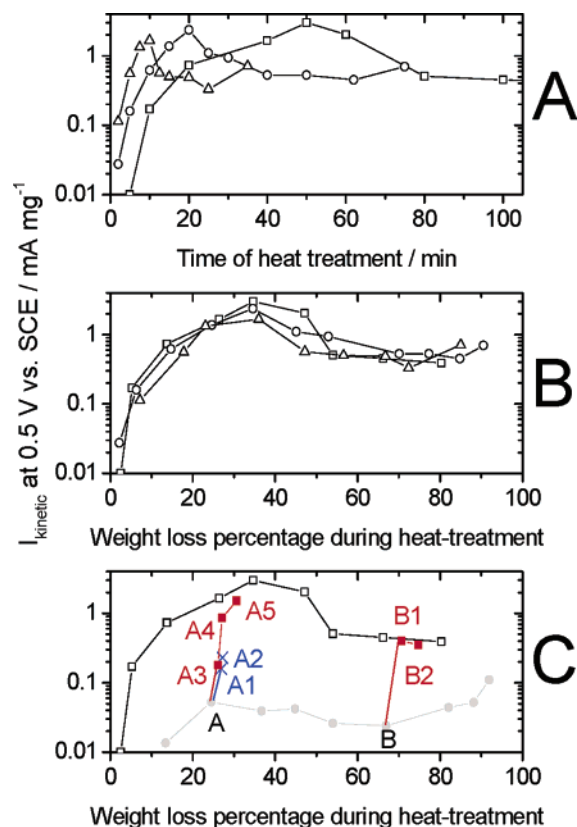 I_kinetic at 0.5 V vs. SCE / mA mg⁻¹
1
0.1
0.01
0 20 40 60 80 100
Time of heat treatment / min
A
1
0.1
0.01
0 20 40 60 80 100
Weight loss percentage during heat-treatment
B
1
0.1
0.01
A5
A4
A3
A2
A1
A
B1
B2
B
0 20 40 60 80 100
Weight loss percentage during heat-treatment
C